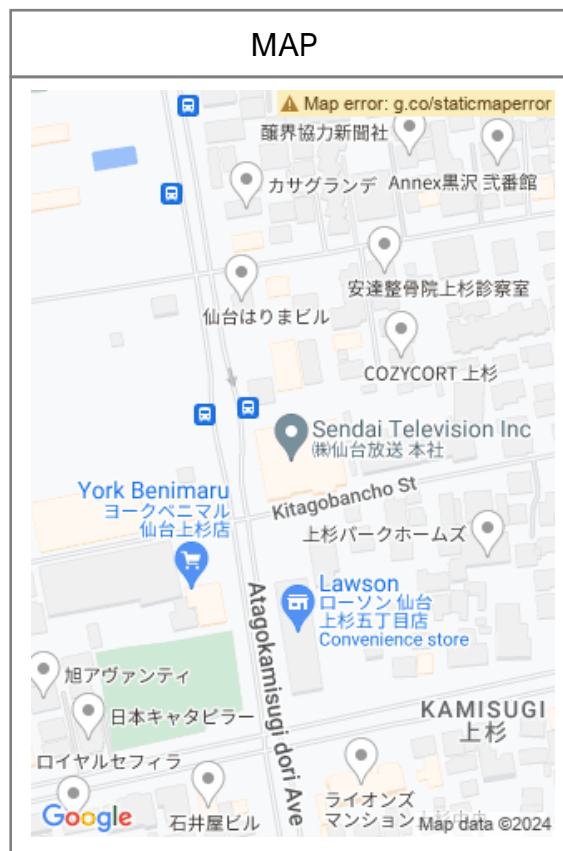 MAP
Map error: g.co/staticmaperror
醸界協力新聞社
カサグランデ
Annex黒沢 弐番館
安達整骨院上杉診察室
仙台はりまビル
COZYCORT 上杉
Sendai Television Inc
㈱仙台放送 本社
York Benimaru
ヨークベニマル
仙台上杉店
Kitagobancho St
上杉パークホームズ
Lawson
ローソン 仙台
上杉五丁目店
Convenience store
Atagokamisugi dori Ave
旭アヴァンティ
日本キャタピラー
KAMISUGI
上杉
ロイヤルセフィラ
ライオンズ
マンション
Google
石井屋ビル
Map data ©2024